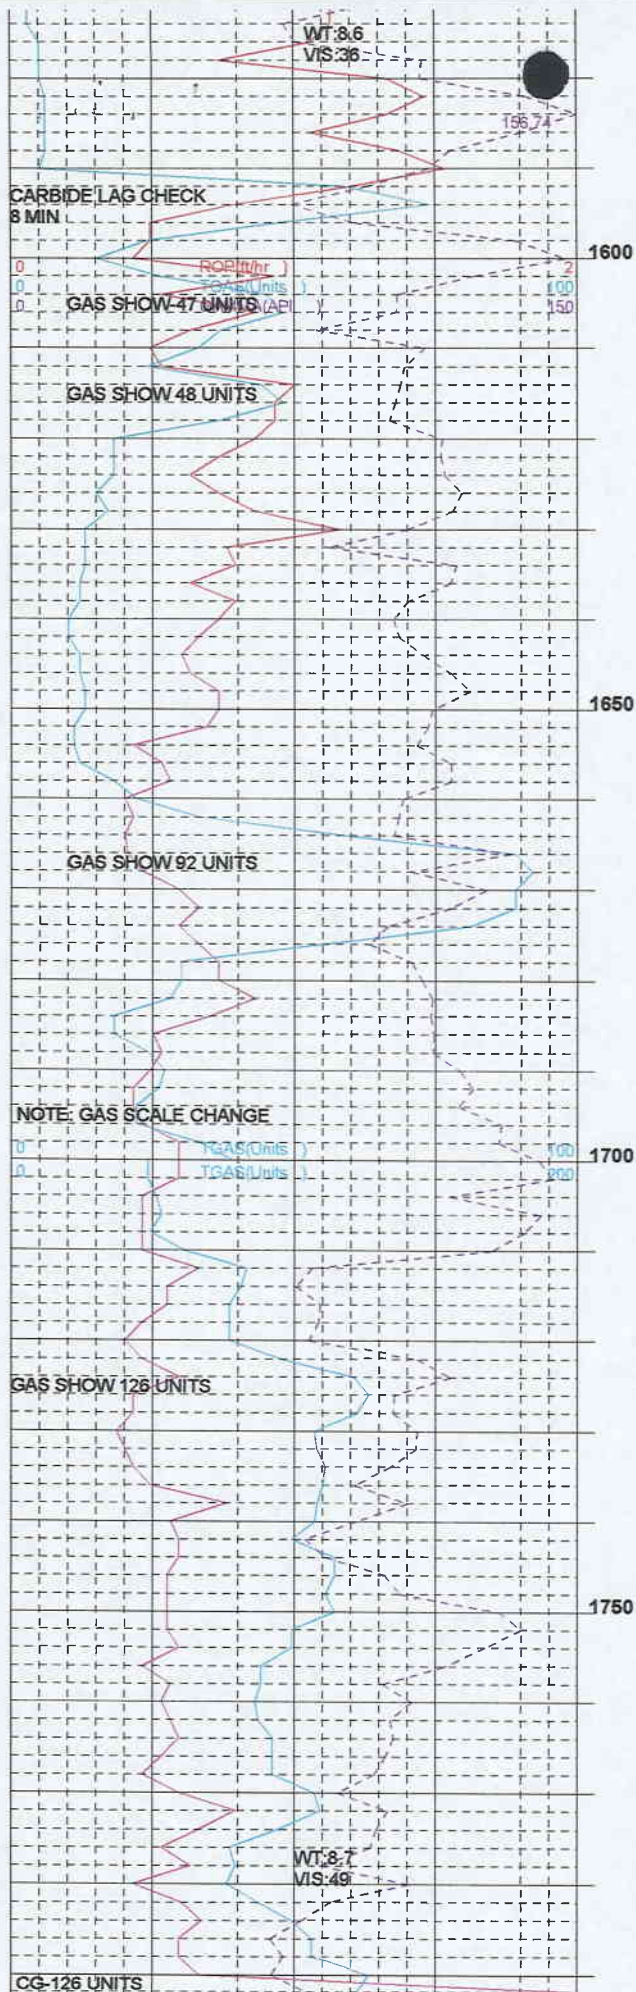 WT:8.6
VIS:36
156.74
CARBIDE LAG CHECK
8 MIN
1600
0 ROP(ft/hr ) 2
0 TGAS(Units ) 100
0 150
GAS SHOW-47 UNITS
GAS SHOW 48 UNITS
1650
GAS SHOW 92 UNITS
NOTE: GAS SCALE CHANGE
0 TGAS(Units ) 100
1700
0 TGAS(Units ) 200
GAS SHOW 126 UNITS
1750
WT:8.7
VIS:49
CG-126 UNITS